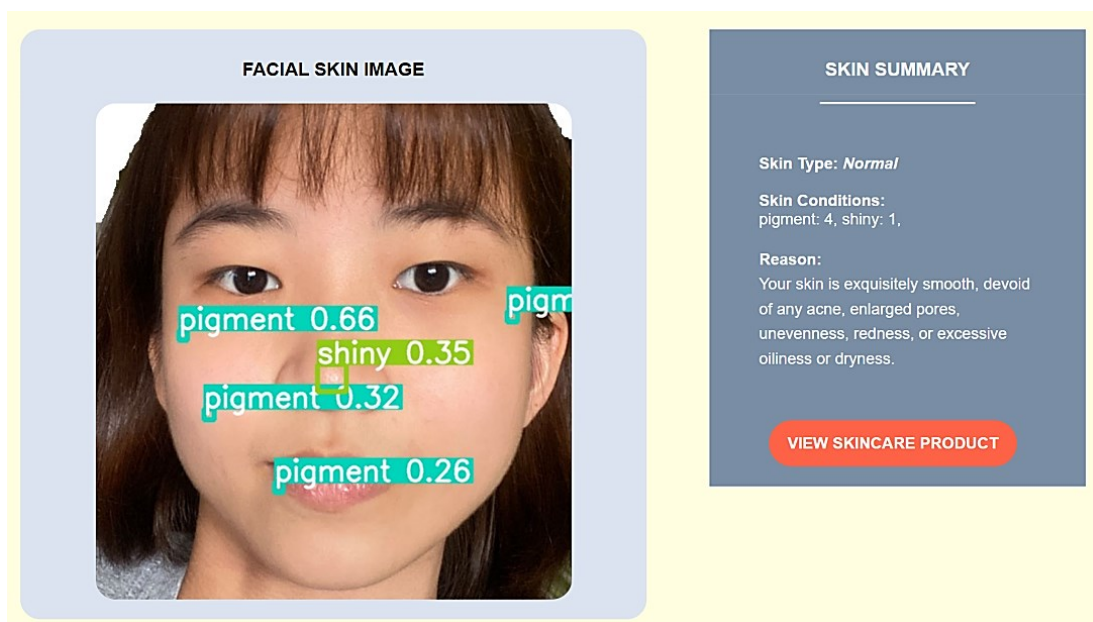 FACIAL SKIN IMAGE
pigment 0.66
pigm
shiny 0.35
pigment 0.32
pigment 0.26
SKIN SUMMARY
Skin Type: Normal
Skin Conditions:
pigment: 4, shiny: 1,
Reason:
Your skin is exquisitely smooth, devoid
of any acne, enlarged pores,
unevenness, redness, or excessive
oiliness or dryness.
VIEW SKINCARE PRODUCT